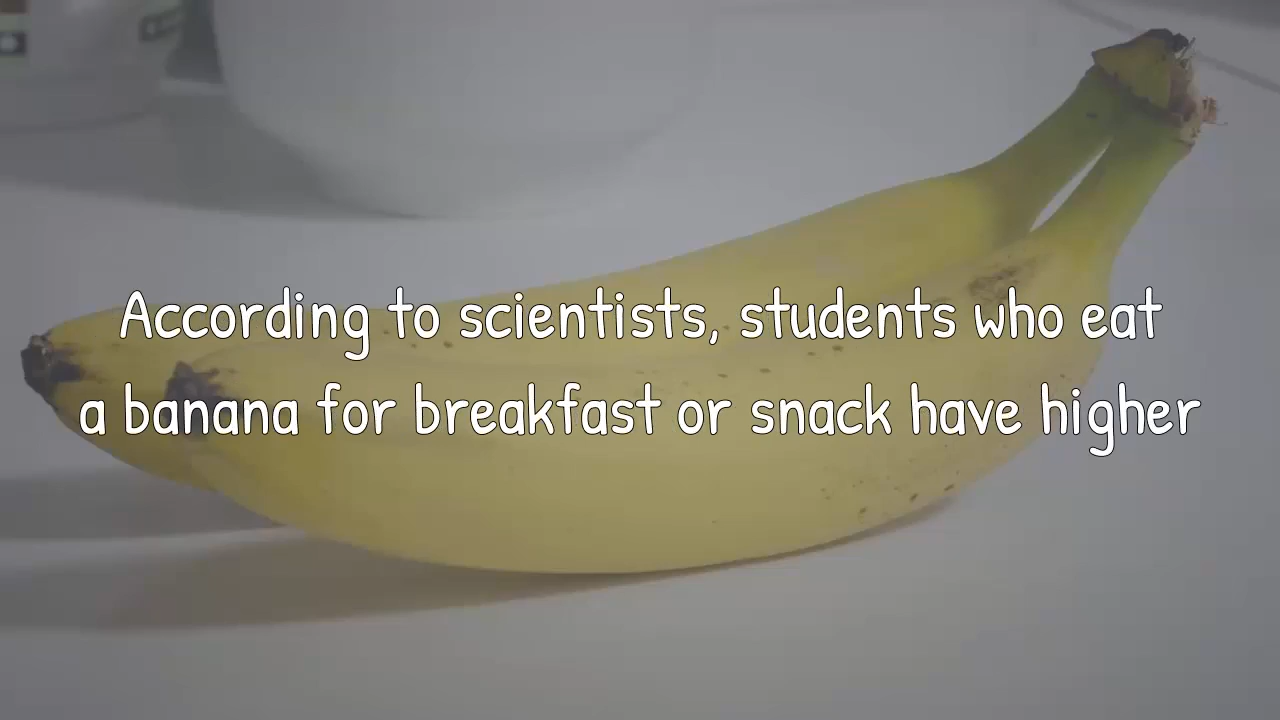 According to scientists, students who eat
a banana for breakfast or snack have higher